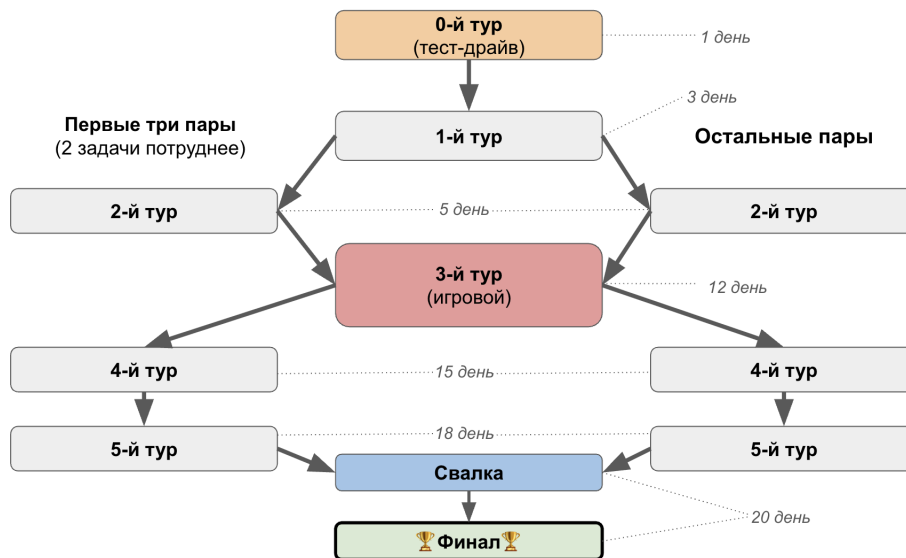 0-й тур
(тест-драйв)
1 день
3 день
Первые три пары
(2 задачи потруднее)
1-й тур
Остальные пары
2-й тур
5 день
2-й тур
3-й тур
(игровой)
12 день
4-й тур
15 день
4-й тур
5-й тур
18 день
5-й тур
Свалка
20 день
🏆Финал🏆